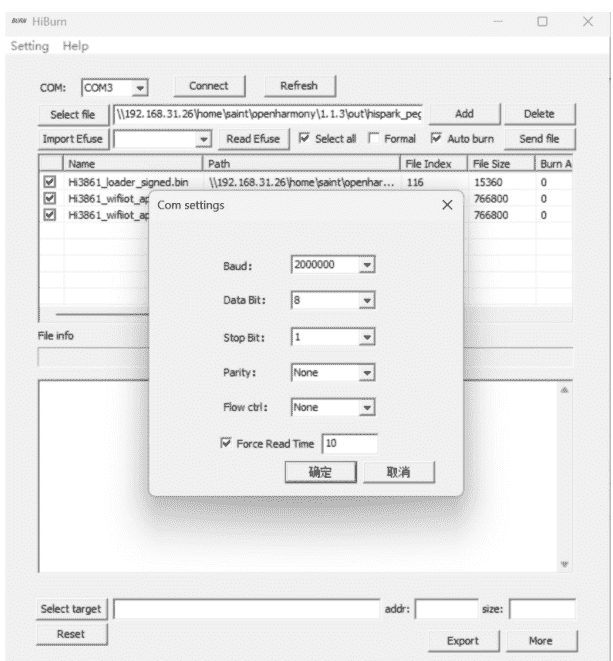 BURN HiBurn
Setting Help
COM: COM3 Connect Refresh
Select file \\192.168.31.26\home\saint\openharmony\1.1.3\out\hispark_peg Add Delete
Import Efuse Read Efuse Select all Formal Auto burn Send file
Name Path File Index File Size Burn A
Hi3861_loader_signed.bin \\192.168.31.26\home\saint\openhar... 116 15360 0
Hi3861_wifiiot_ap 766800 0
Hi3861_wifiiot_ap 766800 0
File info
Com settings
Baud: 2000000
Data Bit: 8
Stop Bit: 1
Parity: None
Flow ctrl: None
Force Read Time 10
确定 取消
Select target addr: size:
Reset
Export More